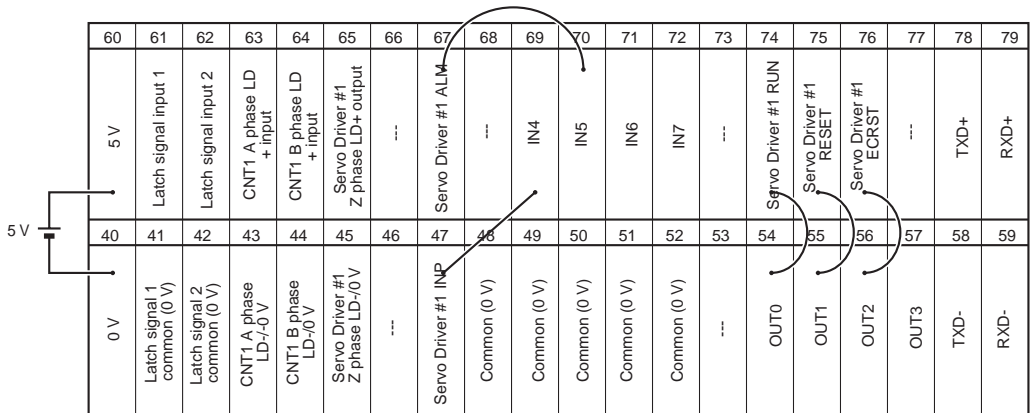 60 61 62 63 64 65 66 67 68 69 70 71 72 73 74 75 76 77 78 79
5 V
Latch signal input 1
Latch signal input 2
CNT1 A phase LD
+ input
CNT1 B phase LD
+ input
Servo Driver #1
Z phase LD+ output
---
Servo Driver #1 ALM
---
IN4
IN5
IN6
IN7
---
Servo Driver #1 RUN
Servo Driver #1
RESET
Servo Driver #1
ECRST
---
TXD+
RXD+
5 V
40 41 42 43 44 45 46 47 48 49 50 51 52 53 54 55 56 57 58 59
0 V
Latch signal 1
common (0 V)
Latch signal 2
common (0 V)
CNT1 A phase
LD-/-0 V
CNT1 B phase
LD-/0 V
Servo Driver #1
Z phase LD-/0 V
---
Servo Driver #1 INP
Common (0 V)
Common (0 V)
Common (0 V)
Common (0 V)
Common (0 V)
---
OUT0
OUT1
OUT2
OUT3
TXD-
RXD-